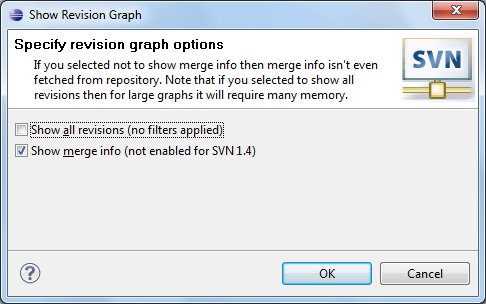 Show Revision Graph
Specify revision graph options
If you selected not to show merge info then merge info isn't even
fetched from repository. Note that if you selected to show all
revisions then for large graphs it will require many memory.
SVN
Show all revisions (no filters applied)
Show merge info (not enabled for SVN 1.4)
?
OK
Cancel